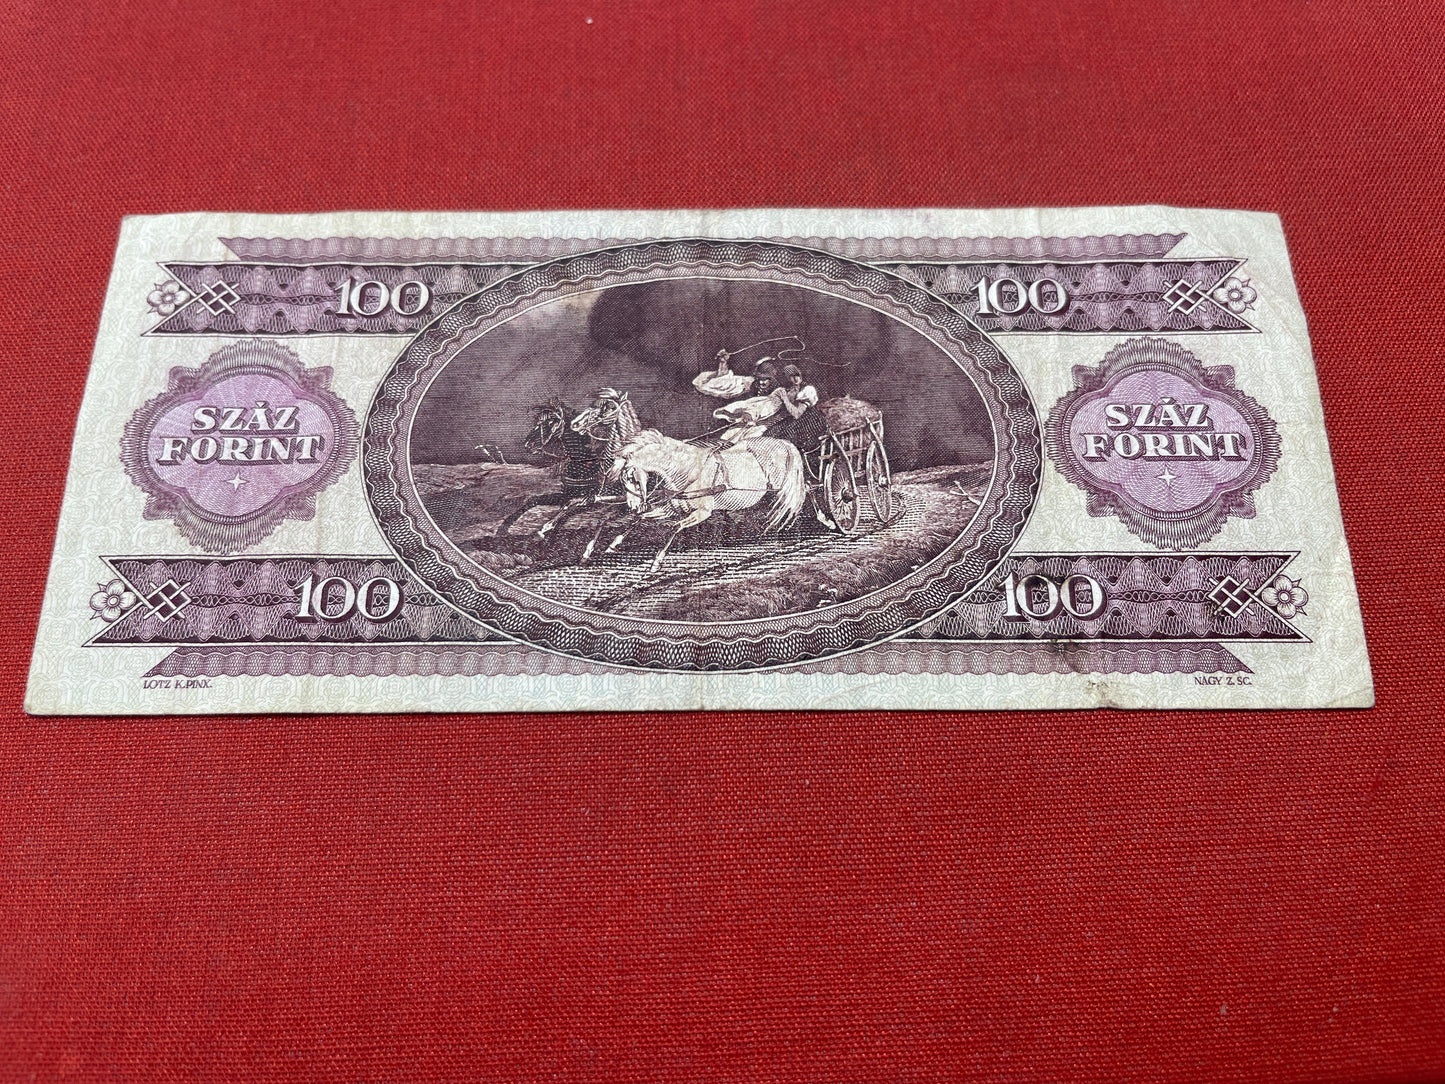 100
100
SZÁZ
FORINT
SZÁZ
FORINT
100
100
LOTZ K.PINX.
NAGY Z. SC.